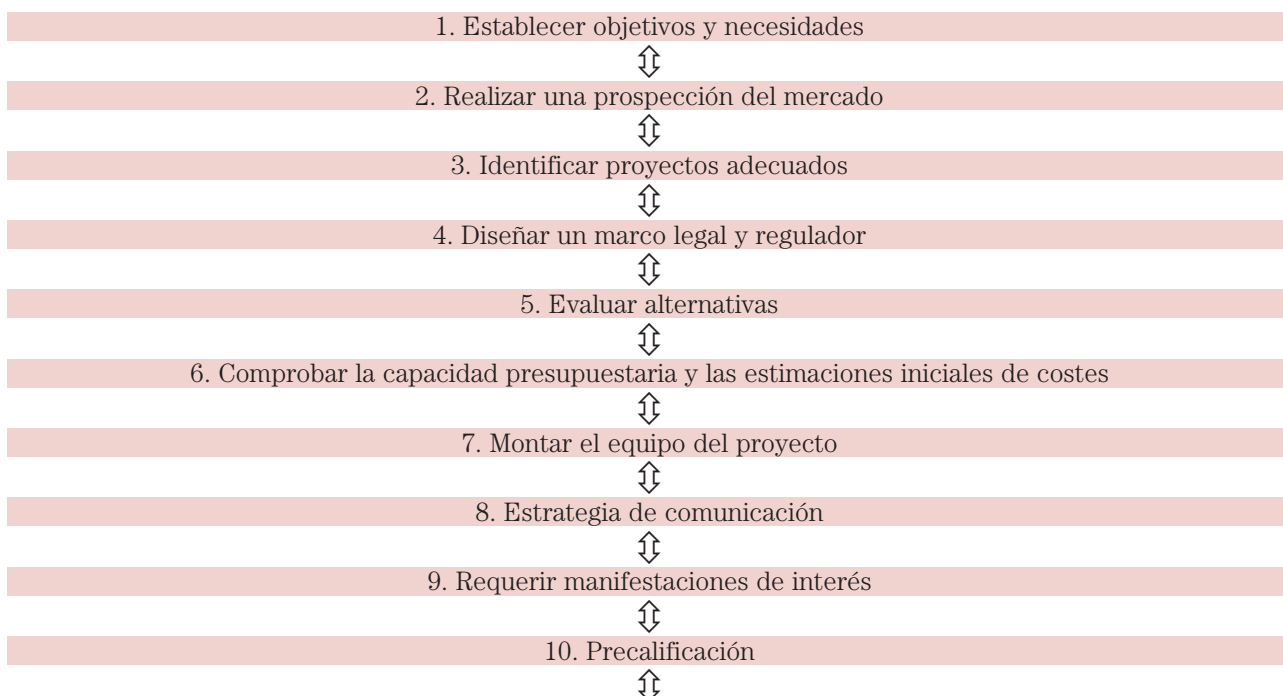 1. Establecer objetivos y necesidades
2. Realizar una prospección del mercado
3. Identificar proyectos adecuados
4. Diseñar un marco legal y regulador
5. Evaluar alternativas
6. Comprobar la capacidad presupuestaria y las estimaciones iniciales de costes
7. Montar el equipo del proyecto
8. Estrategia de comunicación
9. Requerir manifestaciones de interés
10. Precalificación